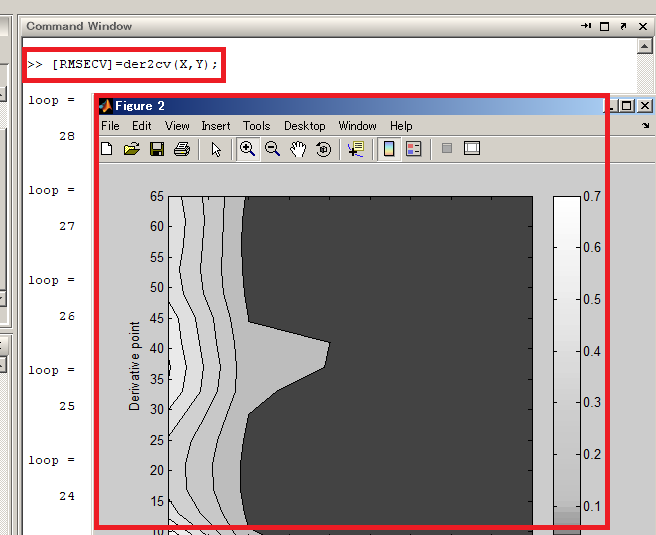 Command Window
>> [RMSECV]=der2cv(X,Y);
loop =
28
loop =
27
loop =
26
loop =
25
loop =
24
Figure 2
File Edit View Insert Tools Desktop Window Help
65
60
55
50
45
40
35
30
25
20
15
10
Derivative point
0.7
0.6
0.5
0.4
0.3
0.2
0.1